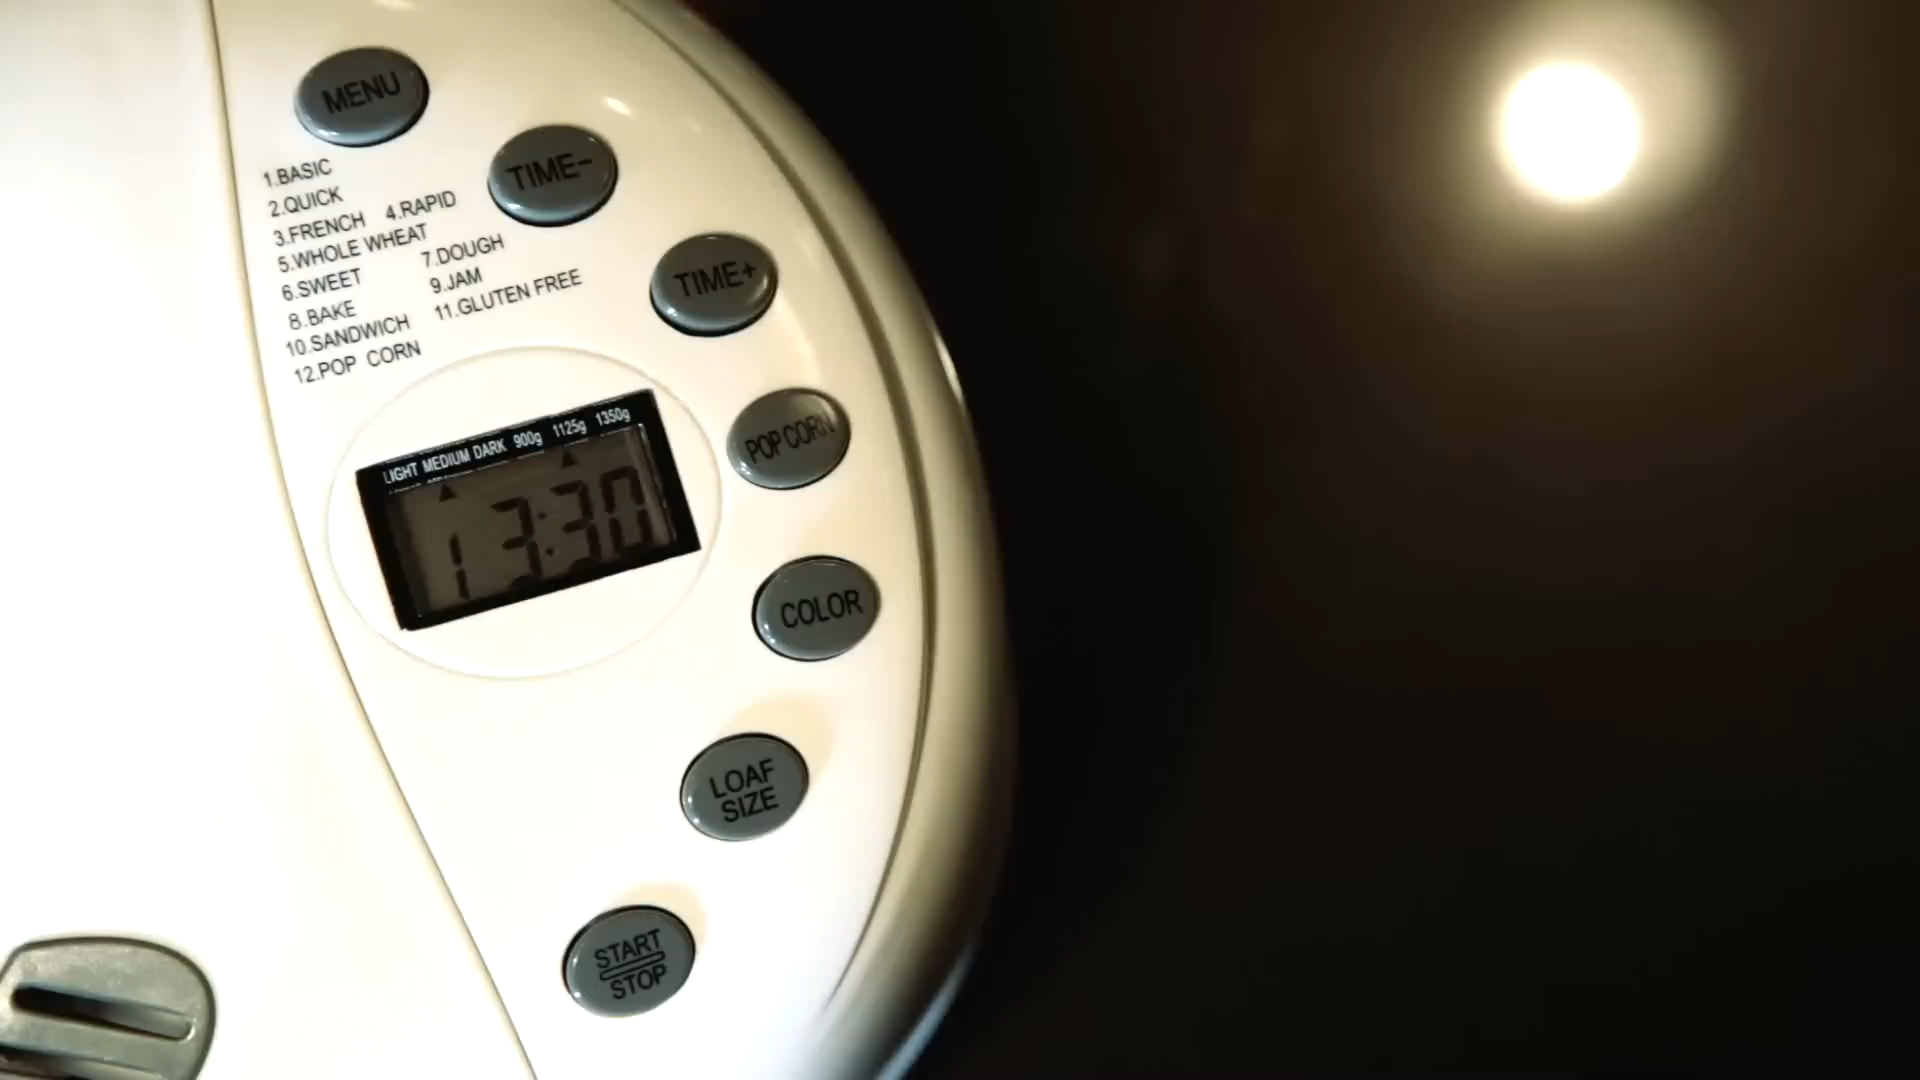 MENU
TIME-
TIME+
1.BASIC
2.QUICK
3.FRENCH 4.RAPID
5.WHOLE WHEAT
6.SWEET 7.DOUGH
8.BAKE 9.JAM
10.SANDWICH 11.GLUTEN FREE
12.POP CORN
LIGHT MEDIUM DARK 900g 1125g 1350g
1 3:30
POP CORN
COLOR
LOAF
SIZE
START
STOP